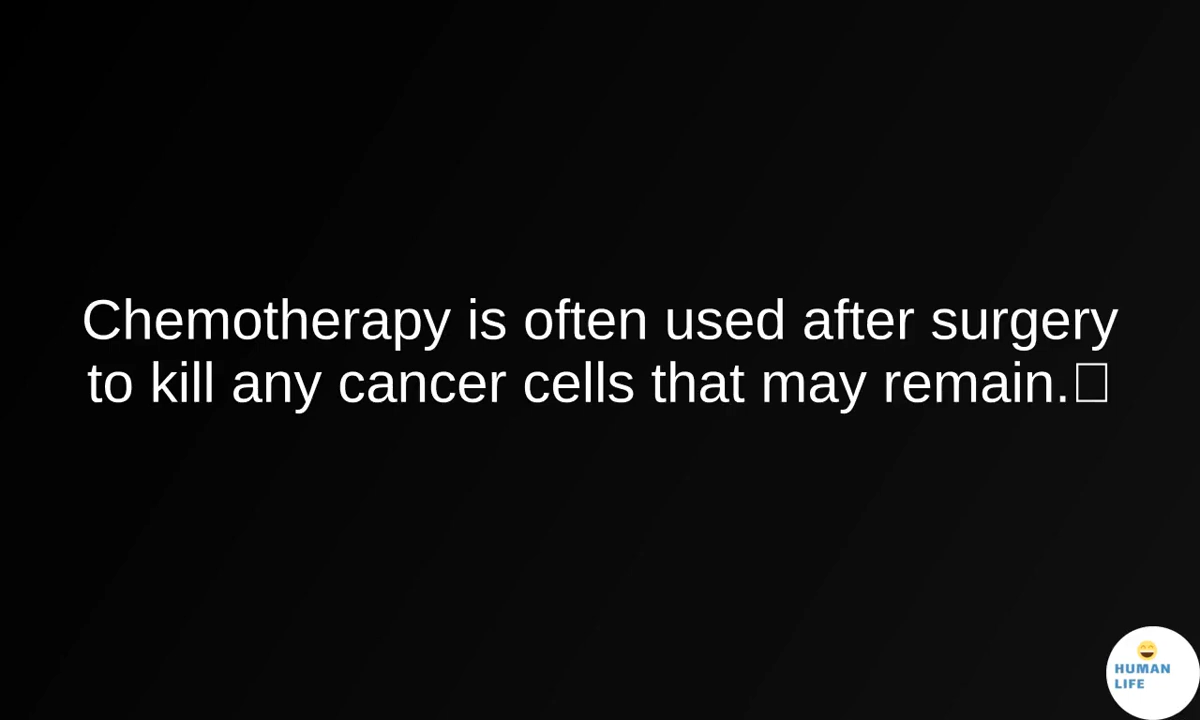 Chemotherapy is often used after surgery
to kill any cancer cells that may remain.
HUMAN
LIFE